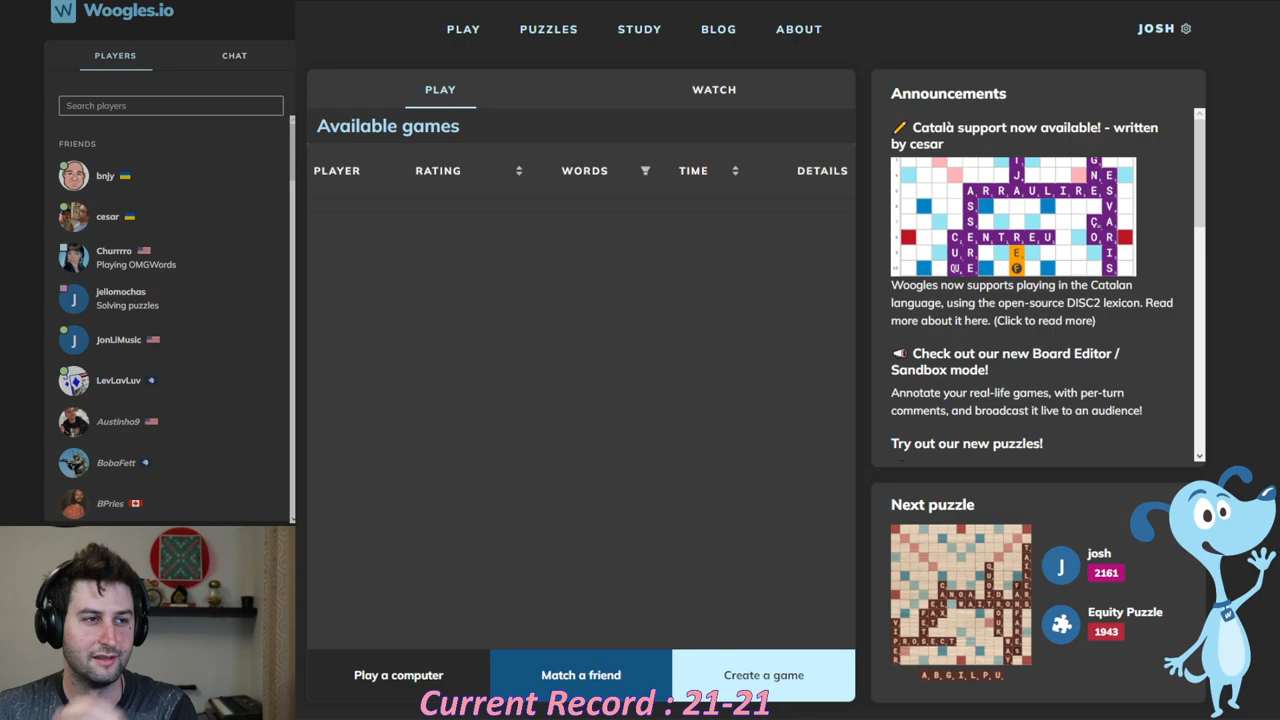 Woogles.io
PLAYERS
CHAT
Search players
FRIENDS
bnjy
cesar
Churrrro
Playing OMGWords
jellomochas
Solving puzzles
JonLiMusic
LevLavLuv
Austinho9
BobaFett
BPries
PLAY
PUZZLES
STUDY
BLOG
ABOUT
JOSH
PLAY
WATCH
Available games
PLAYER
RATING
WORDS
TIME
DETAILS
Play a computer
Match a friend
Create a game
Current Record : 21-21
Announcements
Català support now available! - written
by cesar
ARRAULIRES
CENTREU
Woogles now supports playing in the Catalan
language, using the open-source DISC2 lexicon. Read
more about it here. (Click to read more)
Check out our new Board Editor /
Sandbox mode!
Annotate your real-life games, with per-turn
comments, and broadcast it live to an audience!
Try out our new puzzles!
Next puzzle
ABGILPU
J
josh
2161
Equity Puzzle
1943